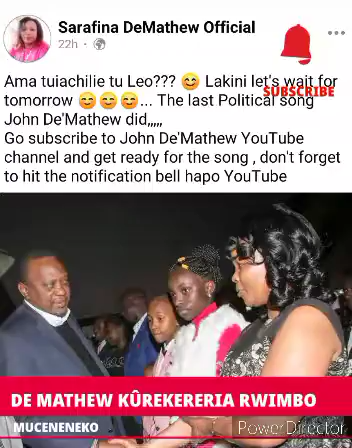 Sarafina DeMathew Official
22h
Ama tuiachilie tu Leo??? 😊 Lakini let's wait for
tomorrow 😊😊😊... The last Political song
SUBSCRIBE
John De'Mathew did,,,,,
Go subscribe to John De'Mathew YouTube
channel and get ready for the song , don't forget
to hit the notification bell hapo YouTube
DE MATHEW KŨREKERERIA RWIMBO
MUCENENEKO
PowerDirector